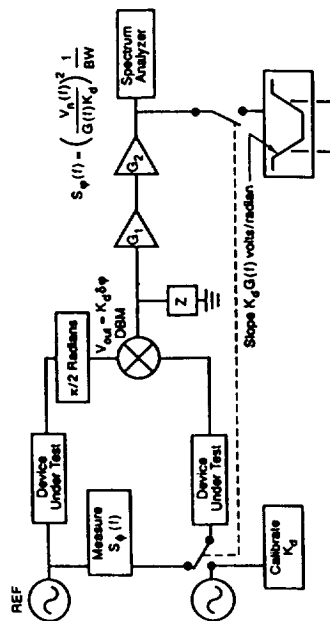 REF
Device
Under Test
π/2 Radians
V_out = K_d δφ
DBM
Measure
S_ϕ(f)
Device
Under Test
Calibrate
K_d
Z
G_1
G_2
S_φ(f) = (V_n(f) / G(f)K_d)^2 1/BW
Spectrum
Analyzer
Slope K_d G(f) volts/radian